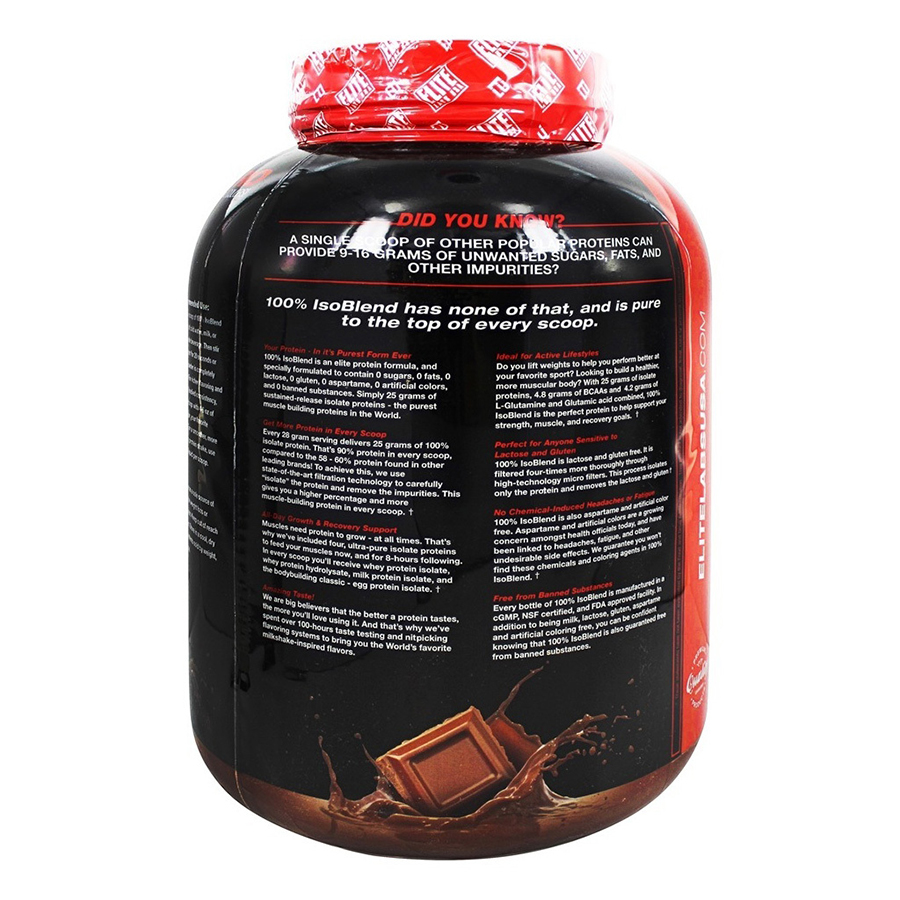 ELITE
ELITE
ELITE
DID YOU KNOW?
A SINGLE SCOOP OF OTHER POPULAR PROTEINS CAN
PROVIDE 9-16 GRAMS OF UNWANTED SUGARS, FATS, AND
OTHER IMPURITIES?
100% IsoBlend has none of that, and is pure
to the top of every scoop.
Your Protein - In it's Purest Form Ever
100% IsoBlend is an elite protein formula, and
specially formulated to contain 0 sugars, 0 fats, 0
lactose, 0 gluten, 0 aspartame, 0 artificial colors,
and 0 banned substances. Simply 25 grams of
sustained-release isolate proteins - the purest
muscle building proteins in the World.
Get More Protein in Every Scoop
Every 28 gram serving delivers 25 grams of 100%
isolate protein. That's 90% protein in every scoop,
compared to the 58 - 60% protein found in other
leading brands! To achieve this, we use
state-of-the-art filtration technology to carefully
"isolate" the protein and remove the impurities. This
gives you a higher percentage and more
muscle-building protein in every scoop. †
All-Day Growth & Recovery Support
Muscles need protein to grow - at all times. That's
why we've included four, ultra-pure isolate proteins
to feed your muscles now, and for 8-hours following.
In every scoop you'll receive whey protein isolate,
whey protein hydrolysate, milk protein isolate, and
the bodybuilding classic - egg protein isolate. †
Amazing Taste!
We are big believers that the better a protein tastes,
the more you'll love using it. And that's why we've
spent over 100-hours taste testing and nitpicking
flavoring systems to bring you the World's favorite
milkshake-inspired flavors.
Ideal for Active Lifestyles
Do you lift weights to help you perform better at
your favorite sport? Looking to build a healthier,
more muscular body? With 25 grams of isolate
proteins, 4.8 grams of BCAAs and 4.2 grams of
L-Glutamine and Glutamic acid combined, 100%
IsoBlend is the perfect protein to help support your
strength, muscle, and recovery goals. †
Perfect for Anyone Sensitive to
Lactose and Gluten
100% IsoBlend is lactose and gluten free. It is
filtered four-times more thoroughly through
high-technology micro filters. This process isolates
only the protein and removes the lactose and gluten. †
No Chemical-Induced Headaches or Fatigue
100% IsoBlend is also aspartame and artificial color
free. Aspartame and artificial colors are a growing
concern amongst health officials today, and have
been linked to headaches, fatigue, and other
undesirable side effects. We guarantee you won't
find these chemicals and coloring agents in 100%
IsoBlend. †
Free from Banned Substances
Every bottle of 100% IsoBlend is manufactured in a
cGMP, NSF certified, and FDA approved facility. In
addition to being milk, lactose, gluten, aspartame
and artificial coloring free, you can be confident
knowing that 100% IsoBlend is also guaranteed free
from banned substances.
ELITELABSUSA.COM